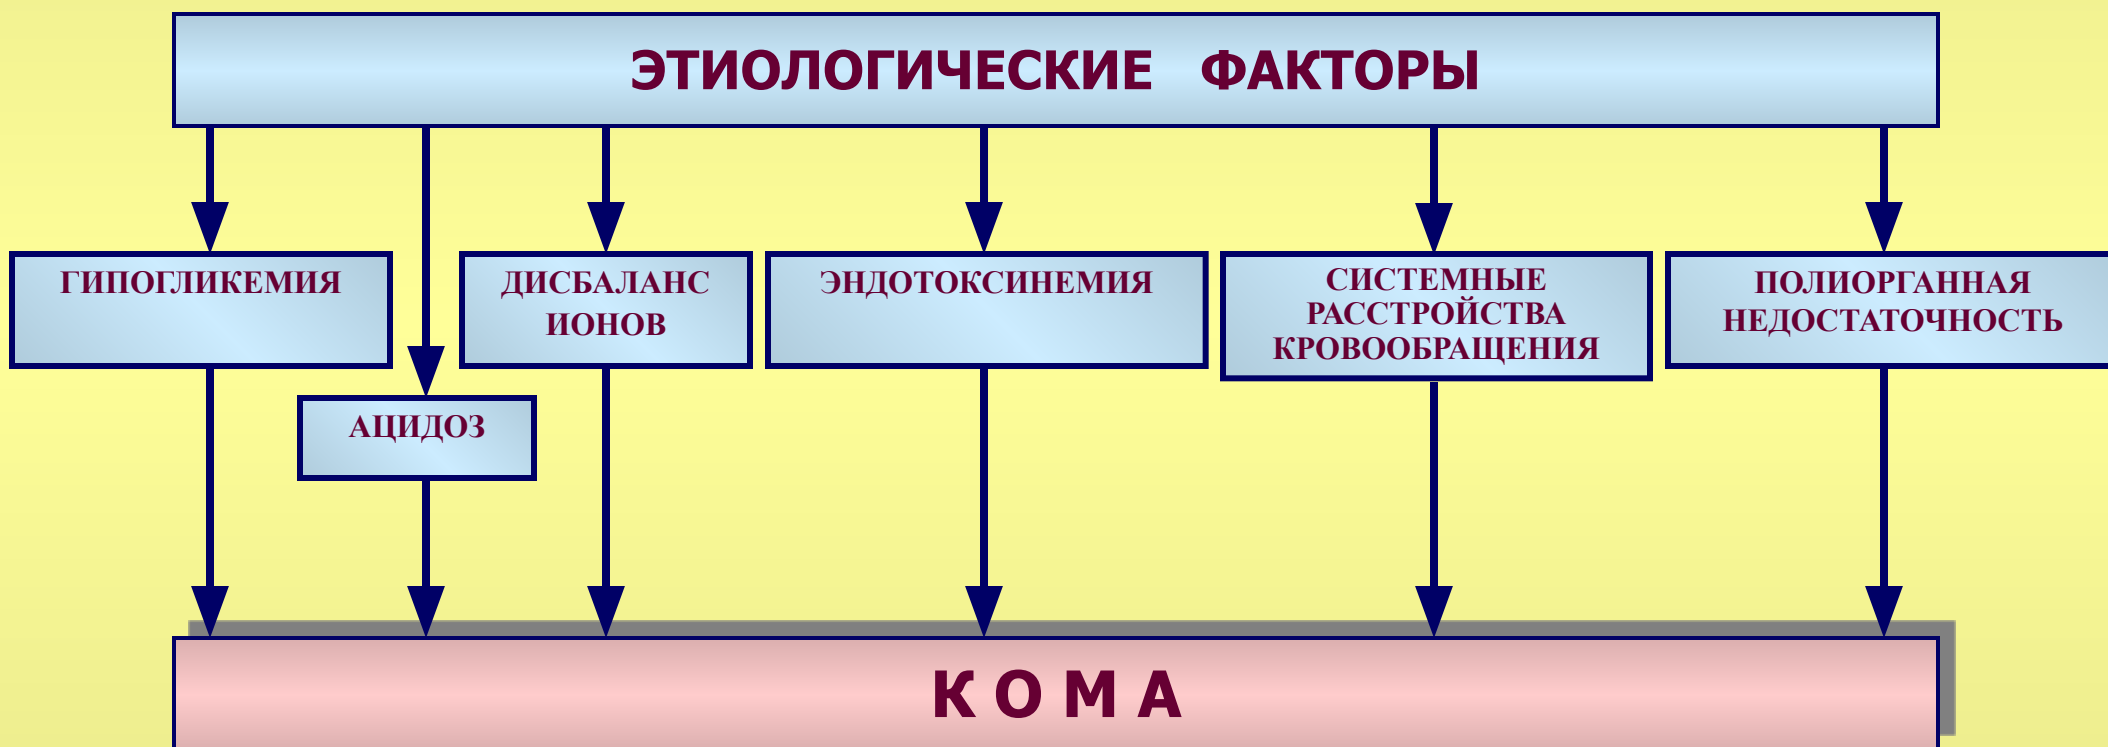 ЭТИОЛОГИЧЕСКИЕ ФАКТОРЫ
ГИПОГЛИКЕМИЯ
АЦИДОЗ
ДИСБАЛАНС
ИОНОВ
ЭНДОТОКСИНЕМИЯ
СИСТЕМНЫЕ
РАССТРОЙСТВА
КРОВООБРАЩЕНИЯ
ПОЛИОРГАННАЯ
НЕДОСТАТОЧНОСТЬ
К О М А